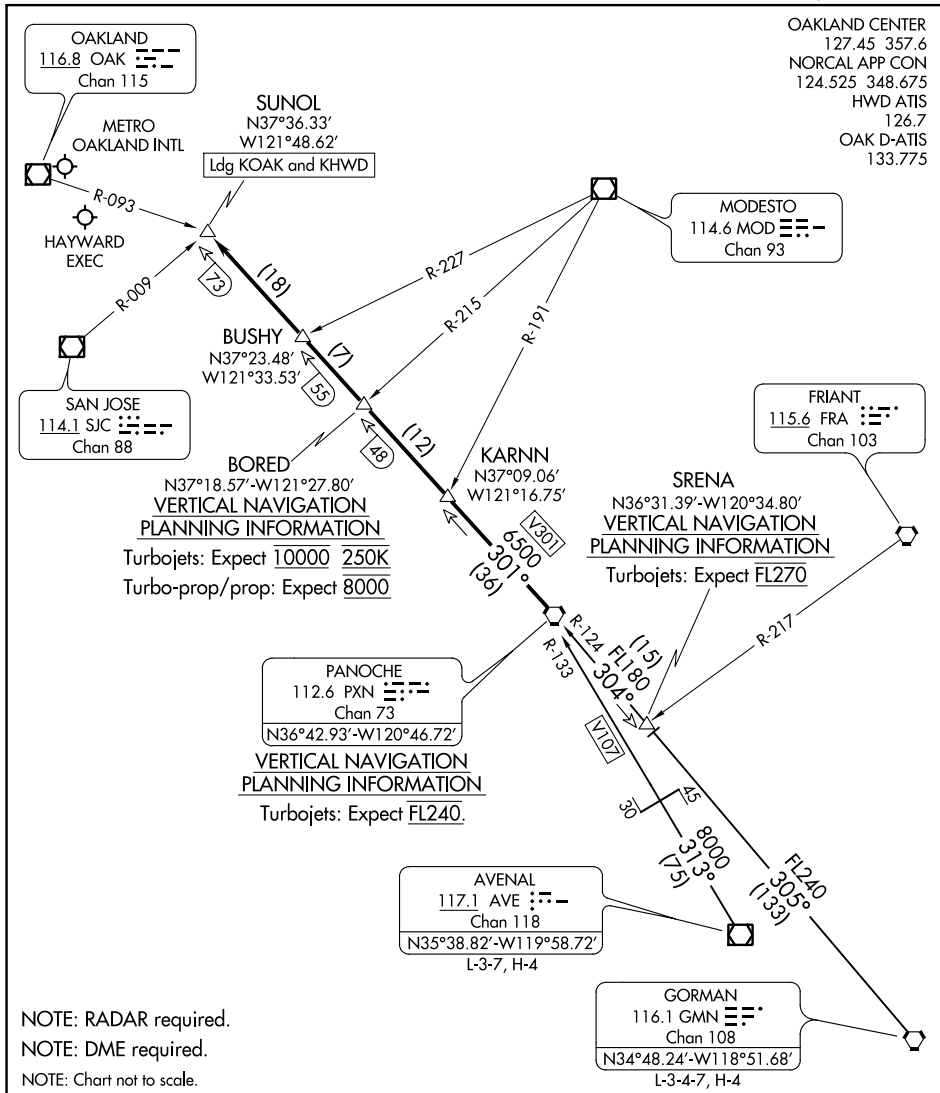 OAKLAND CENTER
127.45 357.6
NORCAL APP CON
124.525 348.675
HWD ATIS
126.7
OAK D-ATIS
133.775
OAKLAND
116.8 OAK
Chan 115
METRO
OAKLAND INTL
SUNOL
N37°36.33’
W121°48.62’
Ldg KOAK and KHWD
R-093
HAYWARD
EXEC
R-009
73
(18)
MODESTO
114.6 MOD
Chan 93
R-227
R-215
R-191
BUSHY
N37°23.48’
W121°33.53’
(7)
55
SAN JOSE
114.1 SJC
Chan 88
BORED
N37°18.57’-W121°27.80’
VERTICAL NAVIGATION
PLANNING INFORMATION
Turbojets: Expect 10000 250K
Turbo-prop/prop: Expect 8000
48
(12)
KARNN
N37°09.06’
W121°16.75’
FRIANT
115.6 FRA
Chan 103
SRENA
N36°31.39’-W120°34.80’
VERTICAL NAVIGATION
PLANNING INFORMATION
Turbojets: Expect FL270
V301
6500
301°
(36)
R-217
R-124
R-133
(15)
FL180
304°
PANOCHE
112.6 PXN
Chan 73
N36°42.93’-W120°46.72’
VERTICAL NAVIGATION
PLANNING INFORMATION
Turbojets: Expect FL240.
V107
30
45
8000
313°
(75)
FL240
305°
(133)
AVENAL
117.1 AVE
Chan 118
N35°38.82’-W119°58.72’
L-3-7, H-4
GORMAN
116.1 GMN
Chan 108
N34°48.24’-W118°51.68’
L-3-4-7, H-4
NOTE: RADAR required.
NOTE: DME required.
NOTE: Chart not to scale.